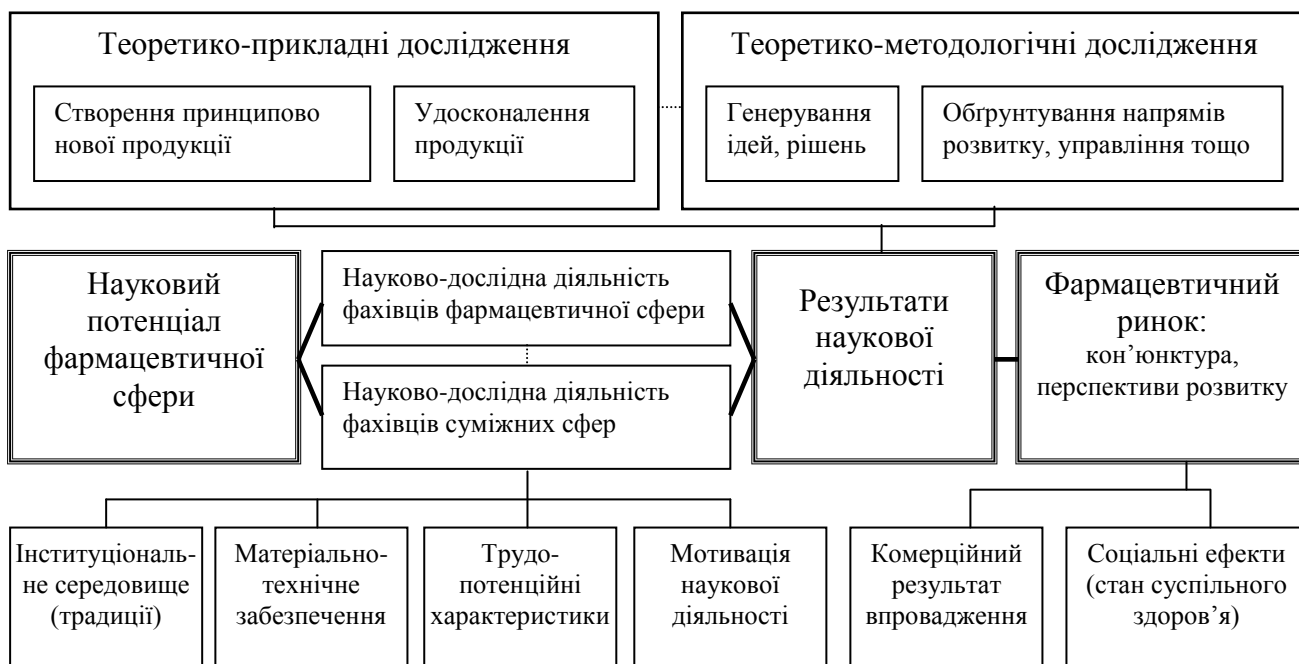 Теоретико-прикладні дослідження
Створення принципово
нової продукції
Удосконалення
продукції
Теоретико-методологічні дослідження
Генерування
ідей, рішень
Обґрунтування напрямів
розвитку, управління тощо
Науковий
потенціал
фармацевтичної
сфери
Науково-дослідна діяльність
фахівців фармацевтичної сфери
Науково-дослідна діяльність
фахівців суміжних сфер
Результати
наукової
діяльності
Фармацевтичний
ринок:
кон’юнктура,
перспективи розвитку
Інституціональ-
не середовище
(традиції)
Матеріально-
технічне
забезпечення
Трудо-
потенційні
характеристики
Мотивація
наукової
діяльності
Комерційний
результат
впровадження
Соціальні ефекти
(стан суспільного
здоров’я)